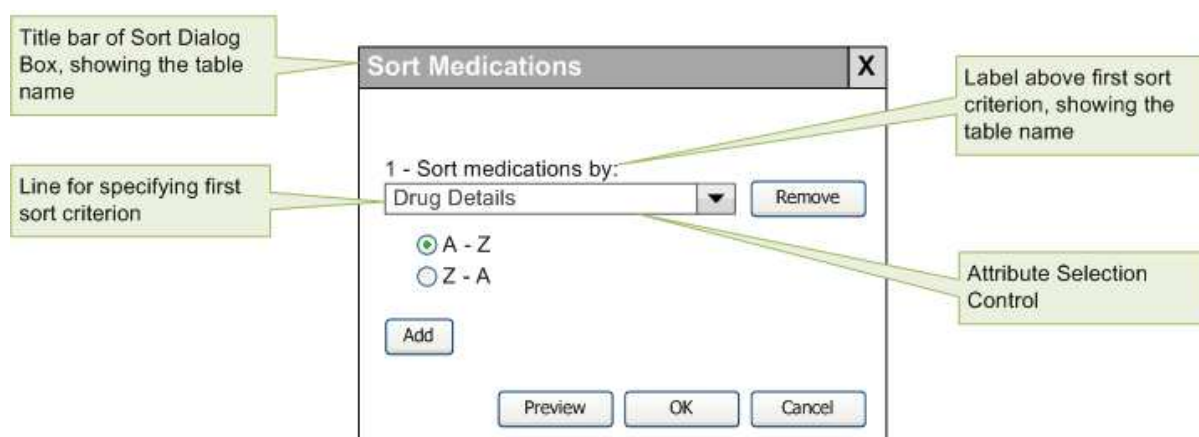 Title bar of Sort Dialog
Box, showing the table
name
Sort Medications
X
Label above first sort
criterion, showing the
table name
1 - Sort medications by:
Line for specifying first
sort criterion
Drug Details
Remove
A - Z
Z - A
Attribute Selection
Control
Add
Preview
OK
Cancel